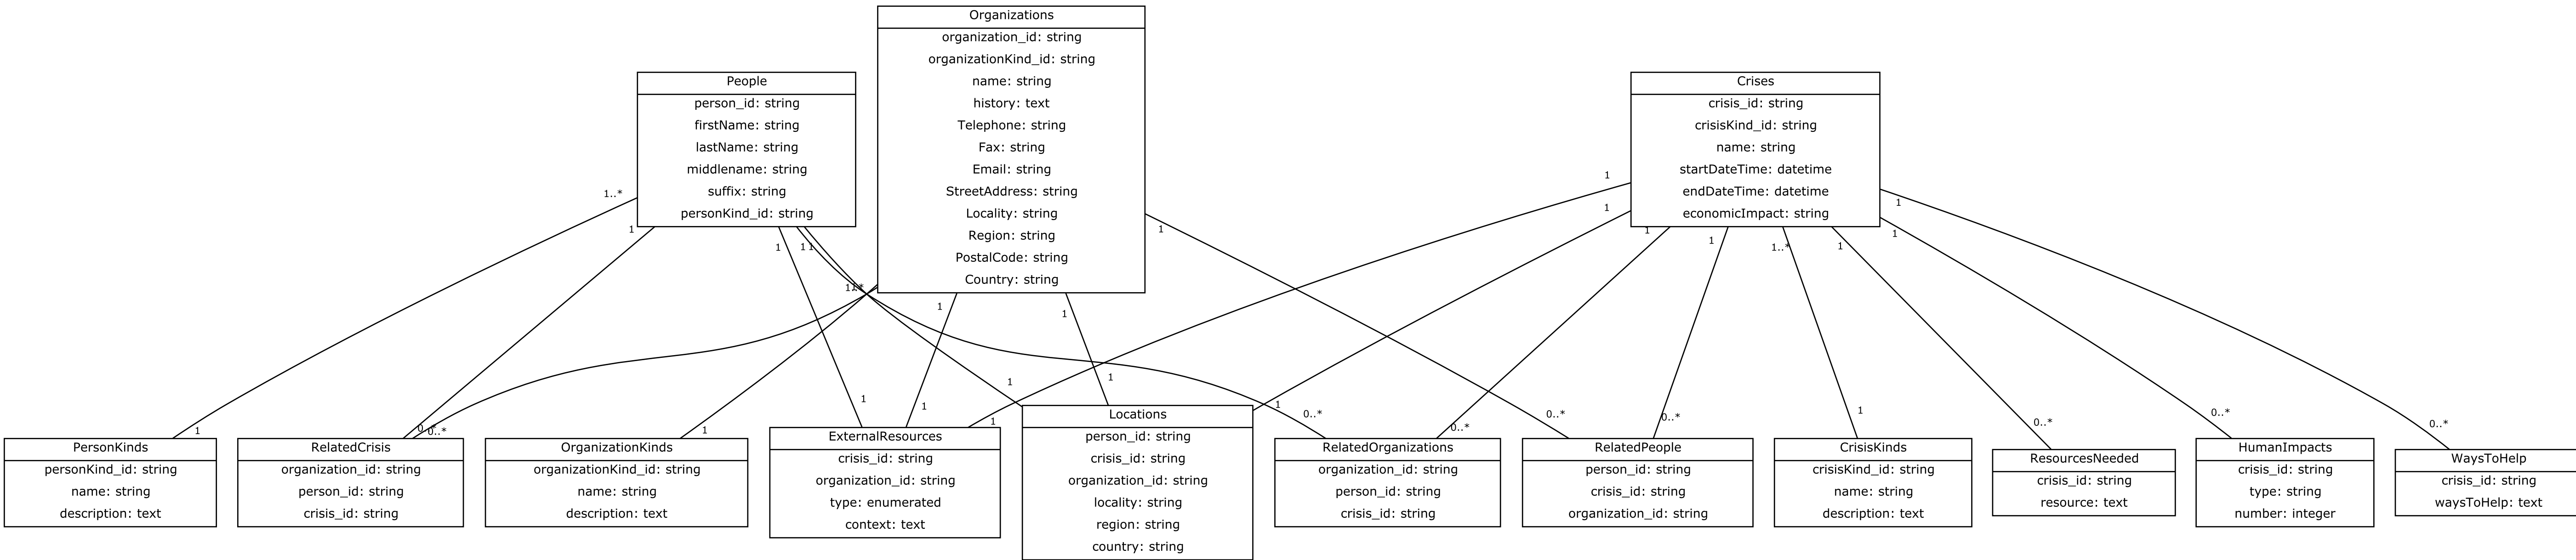 Organizations
organization_id: string
organizationKind_id: string
name: string
history: text
Telephone: string
Fax: string
Email: string
StreetAddress: string
Locality: string
Region: string
PostalCode: string
Country: string
People
person_id: string
firstName: string
lastName: string
middlename: string
suffix: string
personKind_id: string
Crises
crisis_id: string
crisisKind_id: string
name: string
startDateTime: datetime
endDateTime: datetime
economicImpact: string
1..*
1
1
1
1
1
1
1
1
1
1
1
1..*
1
1
1
1
1
1
1
1
1
1
1
0..*
0..*
0..*
0..*
0..*
1
0..*
0..*
0..*
PersonKinds
personKind_id: string
name: string
description: text
RelatedCrisis
organization_id: string
person_id: string
crisis_id: string
OrganizationKinds
organizationKind_id: string
name: string
description: text
ExternalResources
crisis_id: string
organization_id: string
type: enumerated
context: text
Locations
person_id: string
crisis_id: string
organization_id: string
locality: string
region: string
country: string
RelatedOrganizations
organization_id: string
person_id: string
crisis_id: string
RelatedPeople
person_id: string
crisis_id: string
organization_id: string
CrisisKinds
crisisKind_id: string
name: string
description: text
ResourcesNeeded
crisis_id: string
resource: text
HumanImpacts
crisis_id: string
type: string
number: integer
WaysToHelp
crisis_id: string
waysToHelp: text